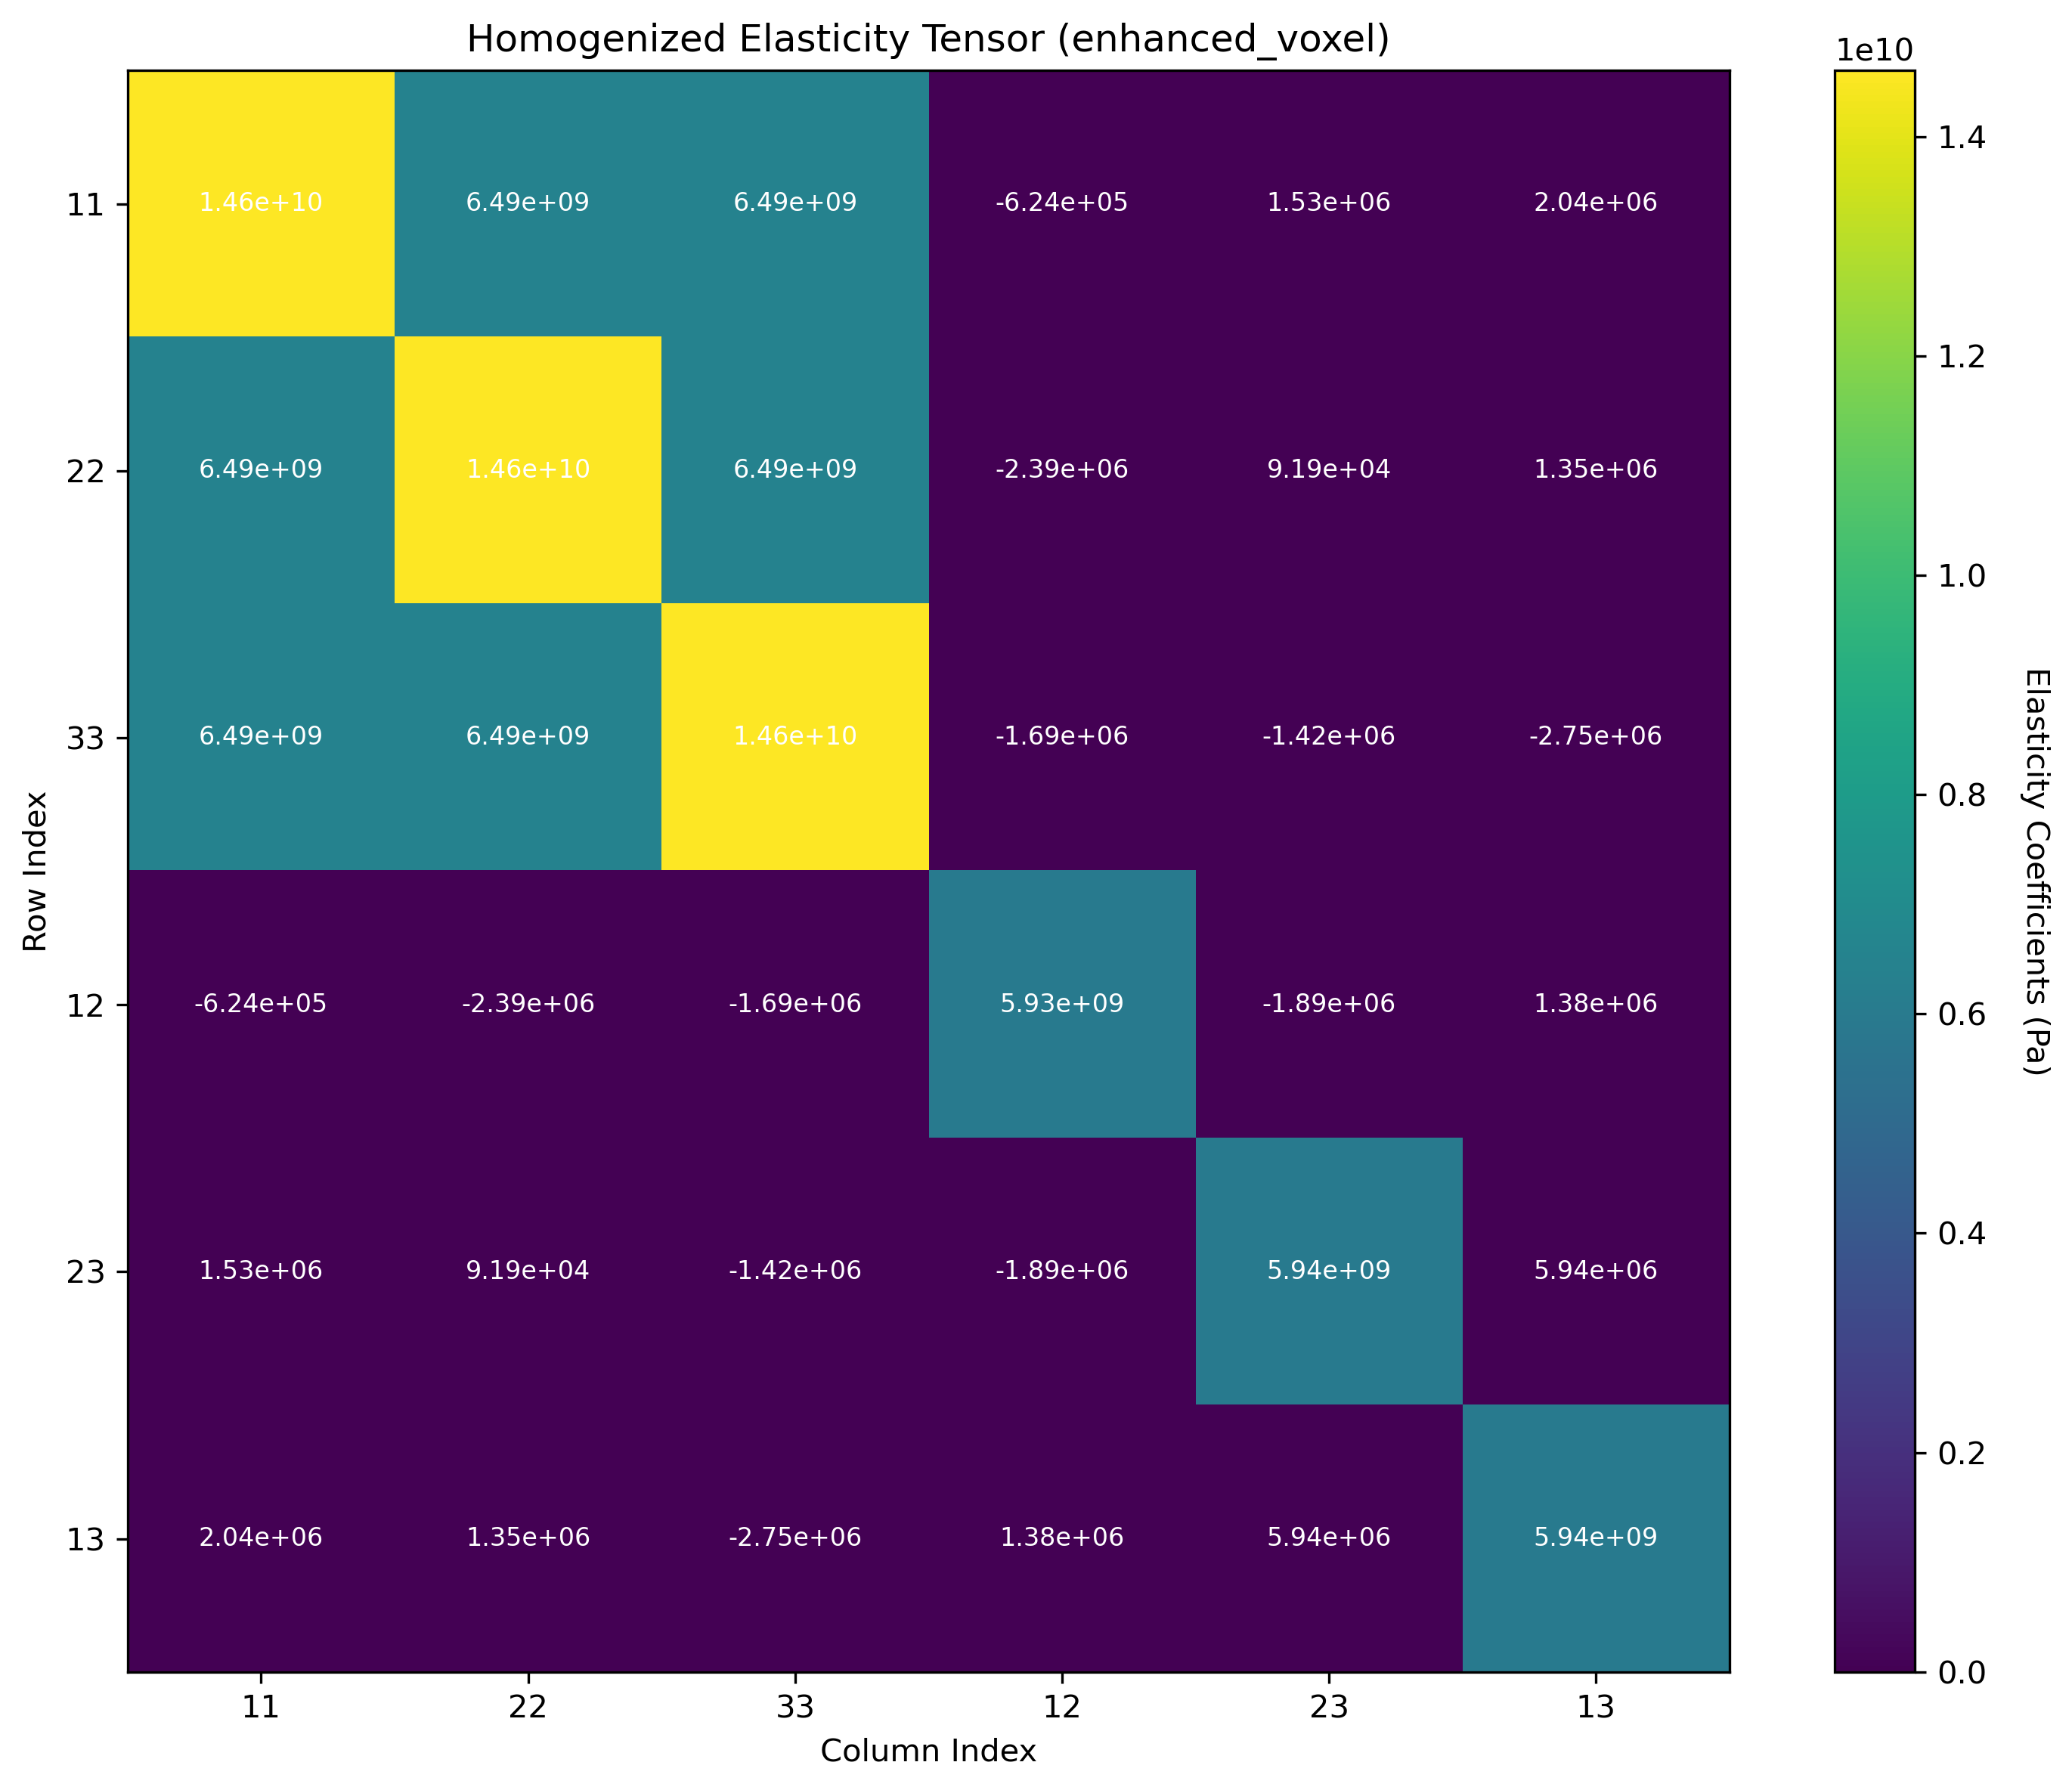 Homogenized Elasticity Tensor (enhanced_voxel)
1e10
11 1.46e+10 6.49e+09 6.49e+09 -6.24e+05 1.53e+06 2.04e+06
22 6.49e+09 1.46e+10 6.49e+09 -2.39e+06 9.19e+04 1.35e+06
33 6.49e+09 6.49e+09 1.46e+10 -1.69e+06 -1.42e+06 -2.75e+06
12 -6.24e+05 -2.39e+06 -1.69e+06 5.93e+09 -1.89e+06 1.38e+06
23 1.53e+06 9.19e+04 -1.42e+06 -1.89e+06 5.94e+09 5.94e+06
13 2.04e+06 1.35e+06 -2.75e+06 1.38e+06 5.94e+06 5.94e+09
11 22 33 12 23 13
Column Index
Row Index
1.4
1.2
1.0
0.8
0.6
0.4
0.2
0.0
Elasticity Coefficients (Pa)